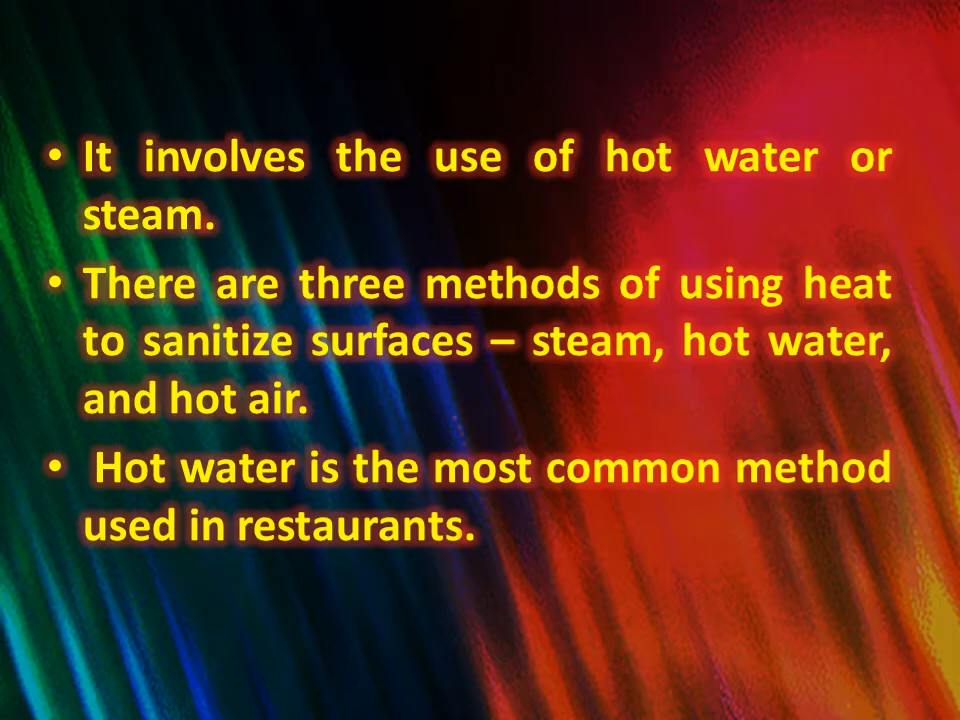 • It involves the use of hot water or
steam.
• There are three methods of using heat
to sanitize surfaces – steam, hot water,
and hot air.
• Hot water is the most common method
used in restaurants.